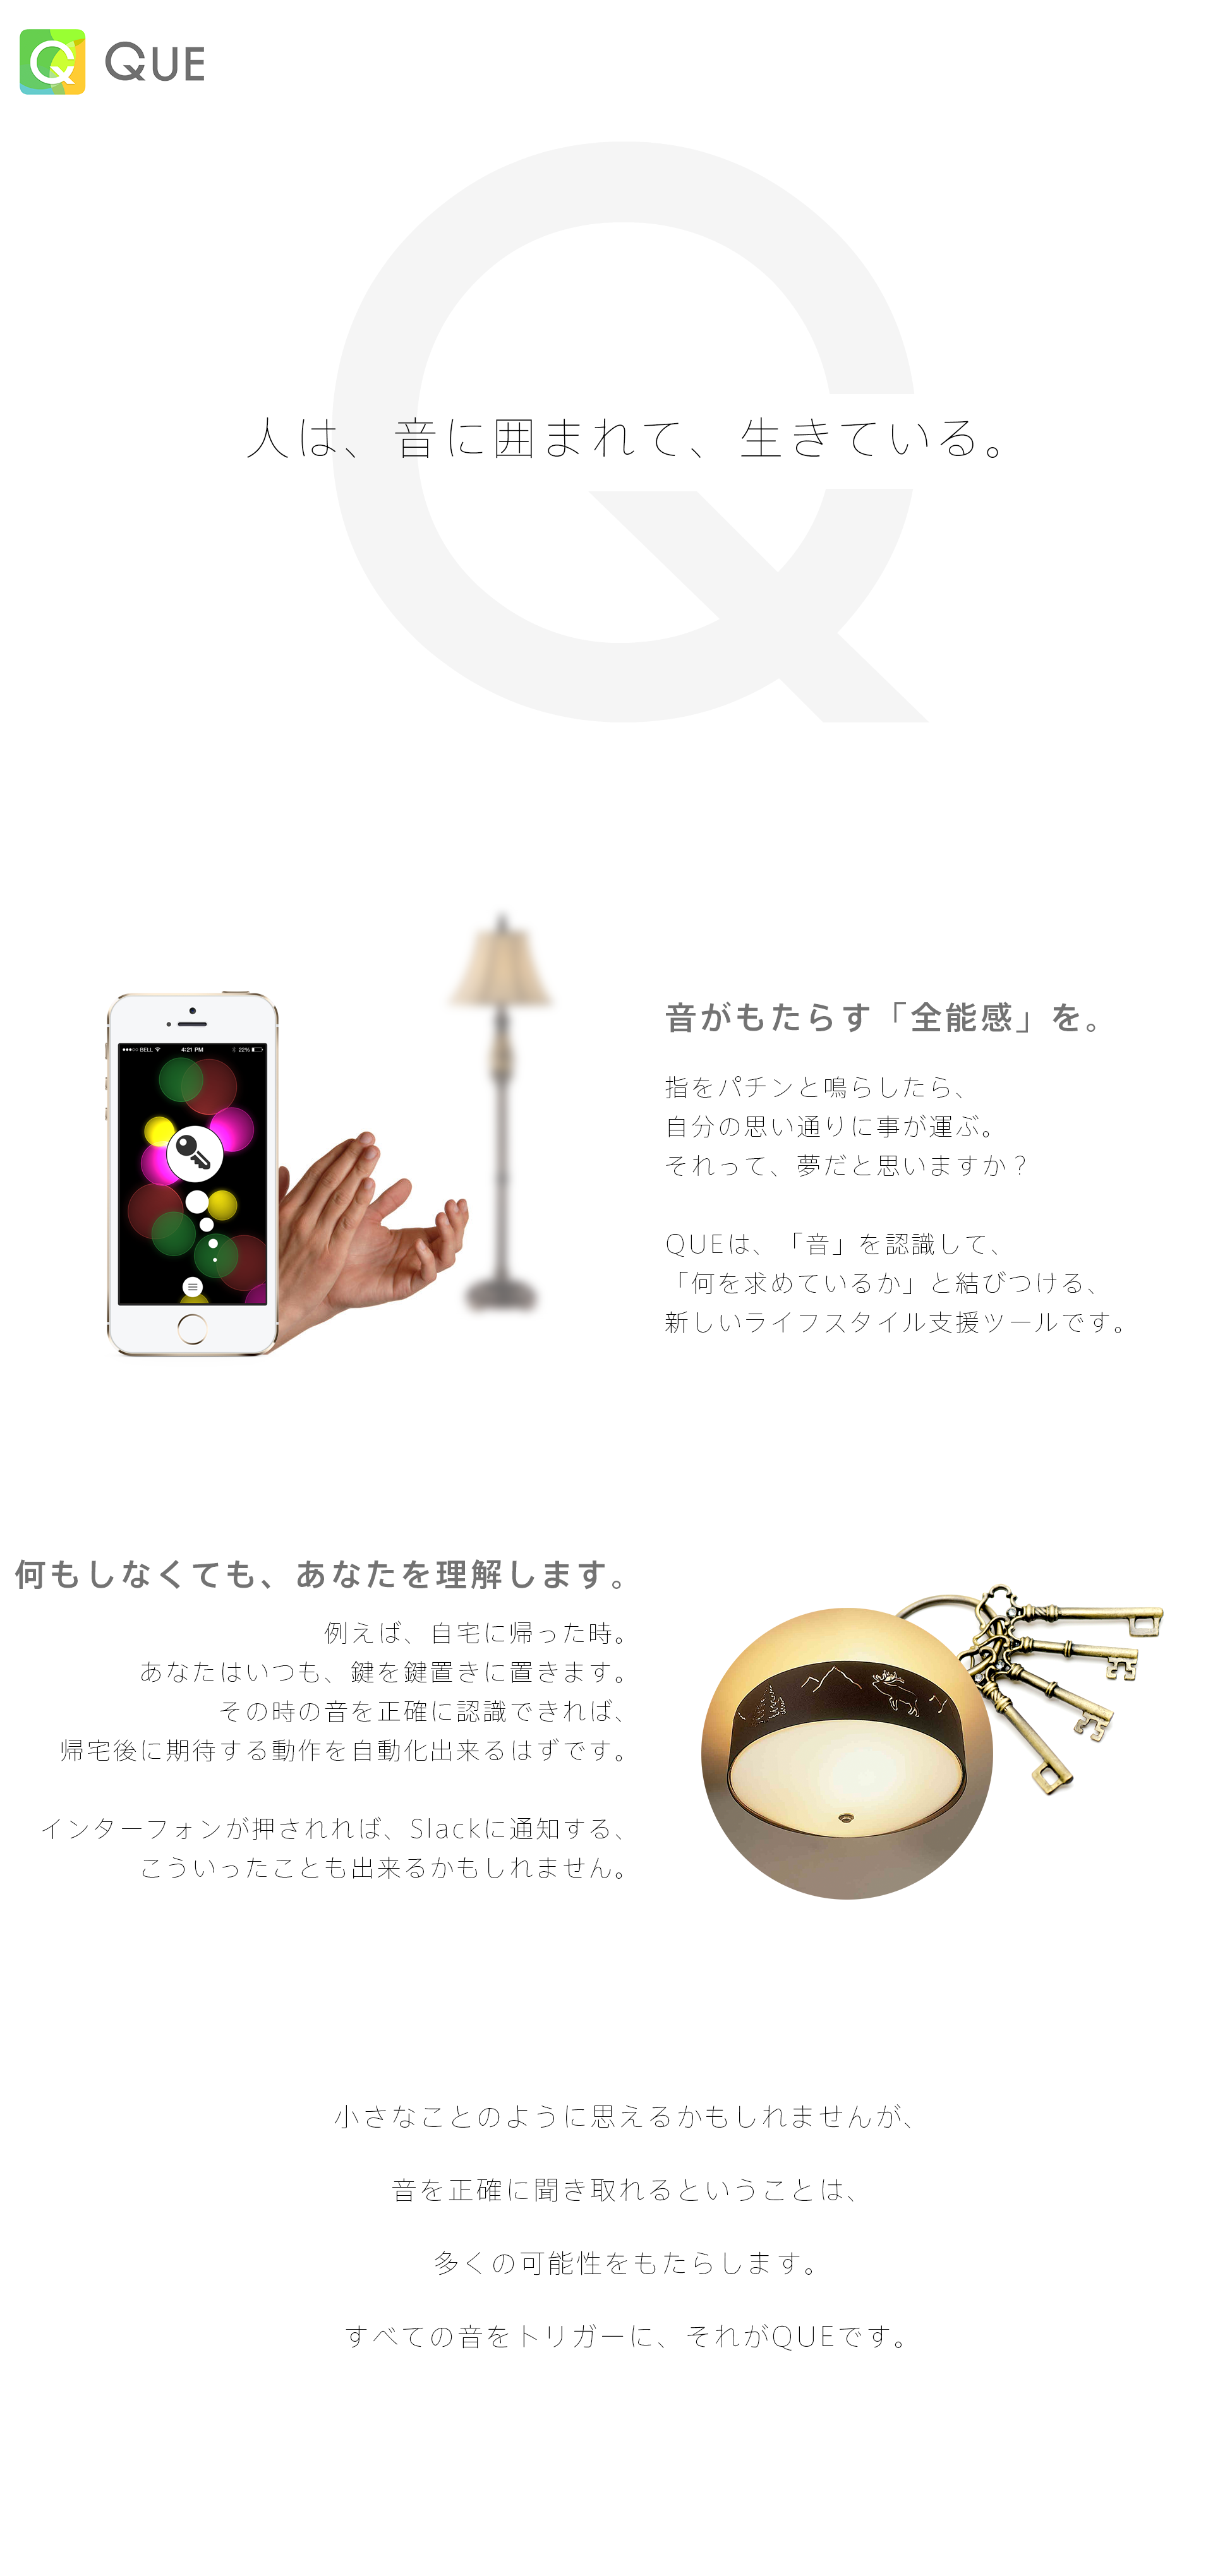 QUE
人は、音に囲まれて、生きている。
BELL 4:21 PM 22%
音がもたらす「全能感」を。
指をパチンと鳴らしたら、
自分の思い通りに事が運ぶ。
それって、夢だと思いますか？
QUEは、「音」を認識して、
「何を求めているか」と結びつける、
新しいライフスタイル支援ツールです。
何もしなくても、あなたを理解します。
例えば、自宅に帰った時。
あなたはいつも、鍵を鍵置きに置きます。
その時の音を正確に認識できれば、
帰宅後に期待する動作を自動化出来るはずです。
インターフォンが押されれば、Slackに通知する、
こういったことも出来るかもしれません。
小さなことのように思えるかもしれませんが、
音を正確に聞き取れるということは、
多くの可能性をもたらします。
すべての音をトリガーに、それがQUEです。